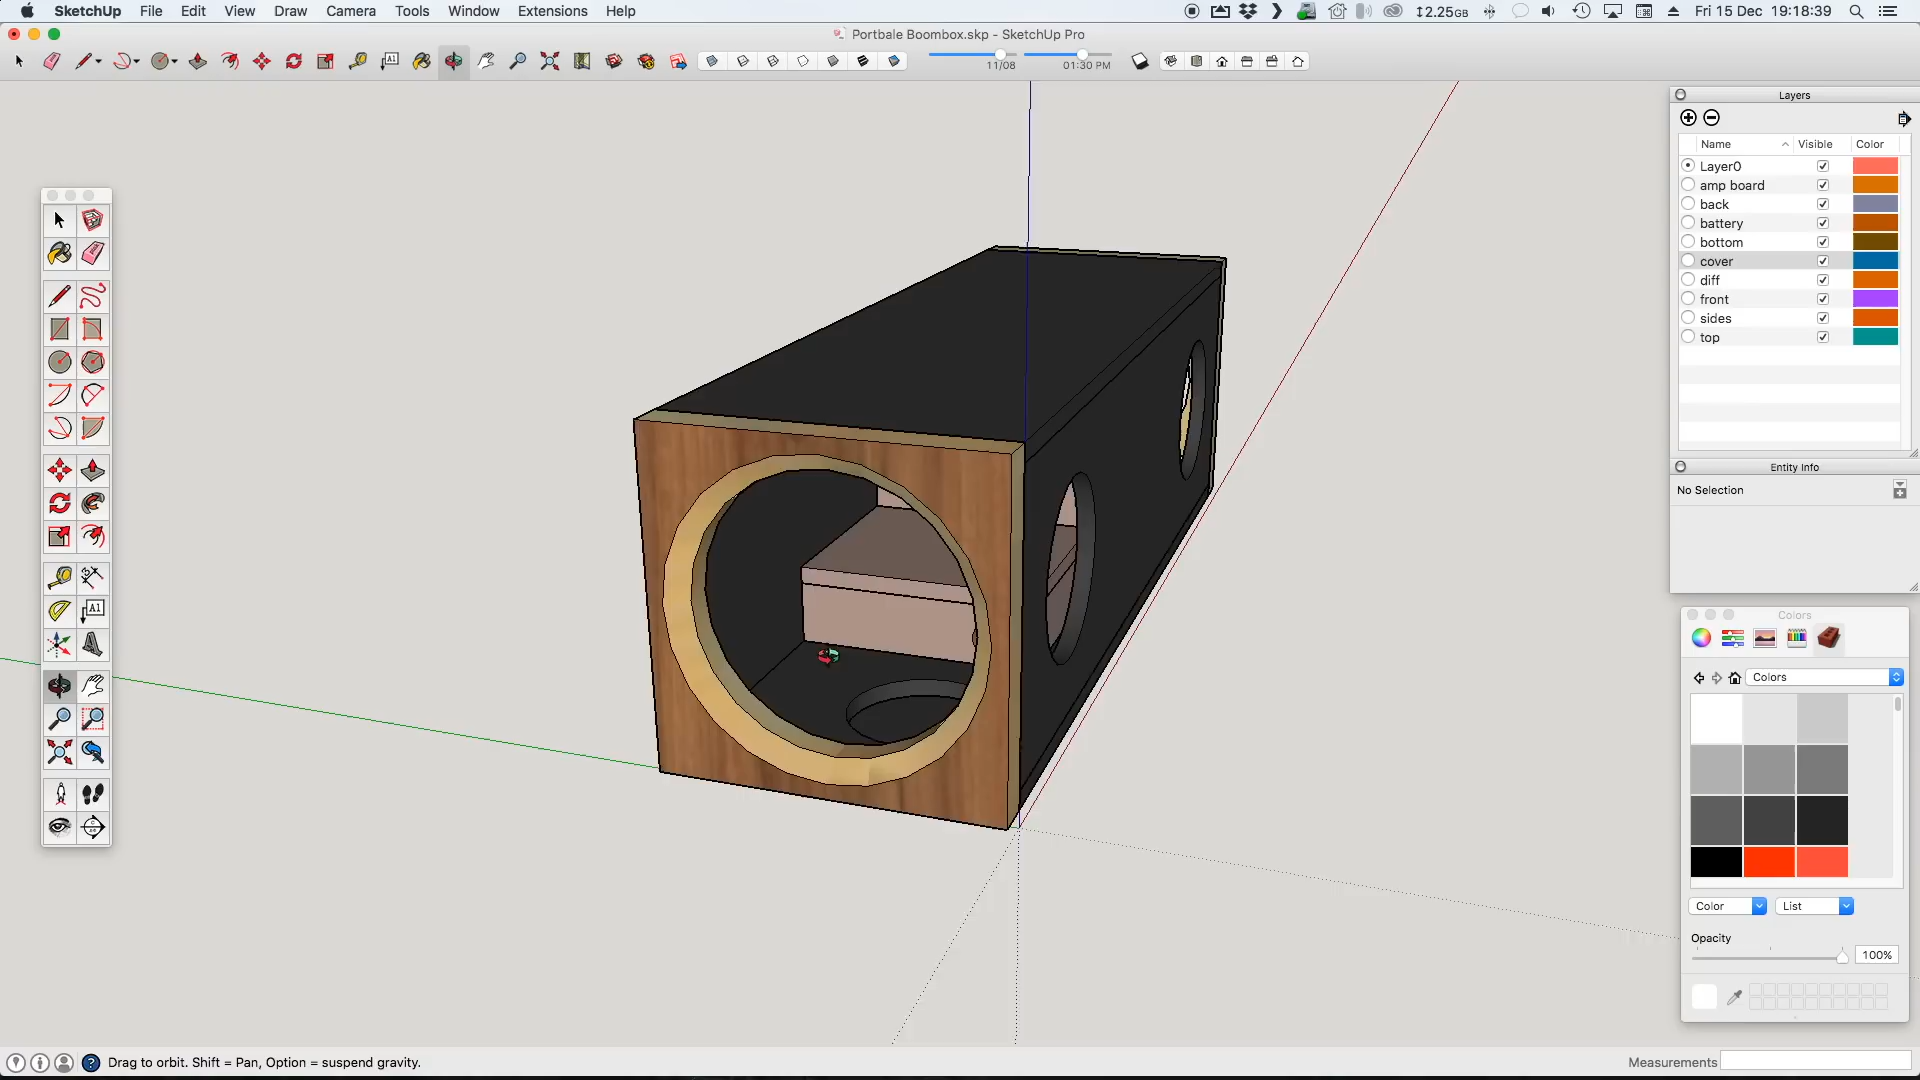 SketchUp File Edit View Draw Camera Tools Window Extensions Help 2.25GB Fri 15 Dec 19:18:39
Portbale Boombox.skp - SketchUp Pro
A1
11/08 01:30 PM
Layers
Name Visible Color
Layer0
amp board
back
battery
bottom
cover
diff
front
sides
top
Entity Info
No Selection
A1
Colors
Colors
Color List
Opacity
100%
Drag to orbit. Shift = Pan, Option = suspend gravity.
Measurements